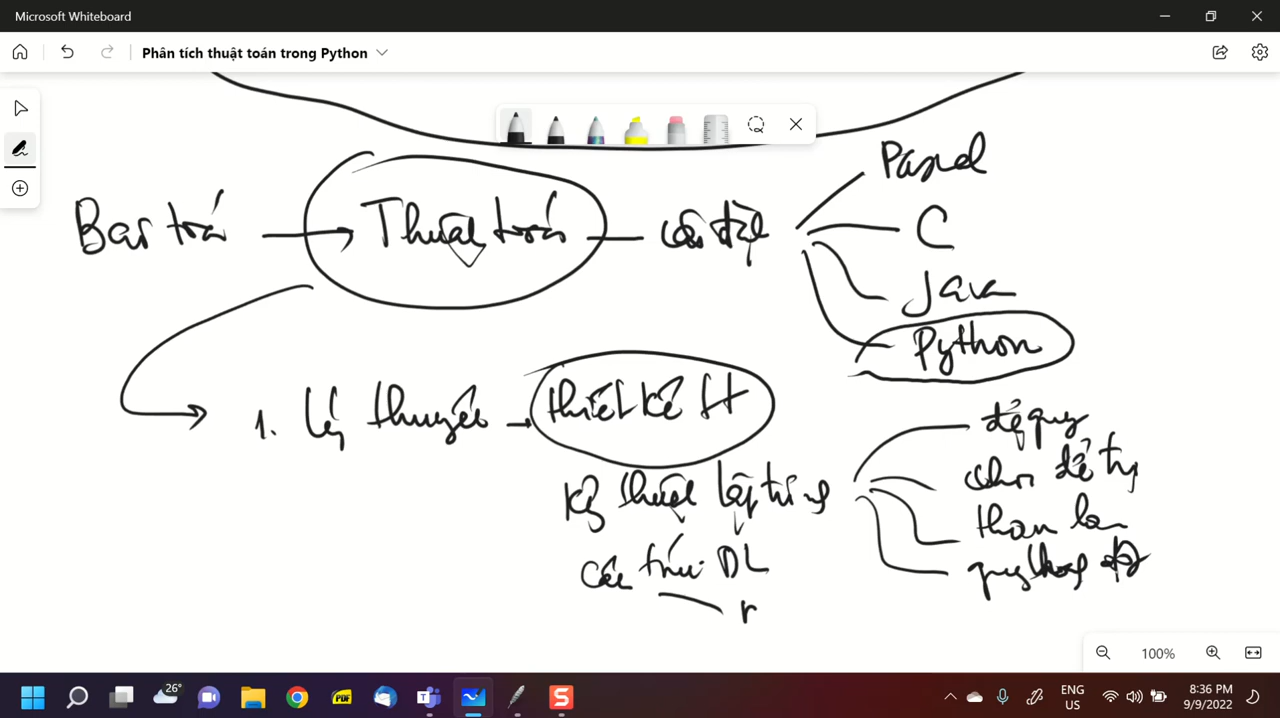 Microsoft Whiteboard
Phân tích thuật toán trong Python
Bài toán → Thuật toán — cài đặt
Pascal
C
Java
Python
1. Lý thuyết → thiết kế tt
Kỹ thuật lập trình
đệ quy
chia để trị
tham lam
quy hoạch động
cấu trúc DL
100%
26°
ENG
US
8:36 PM
9/9/2022